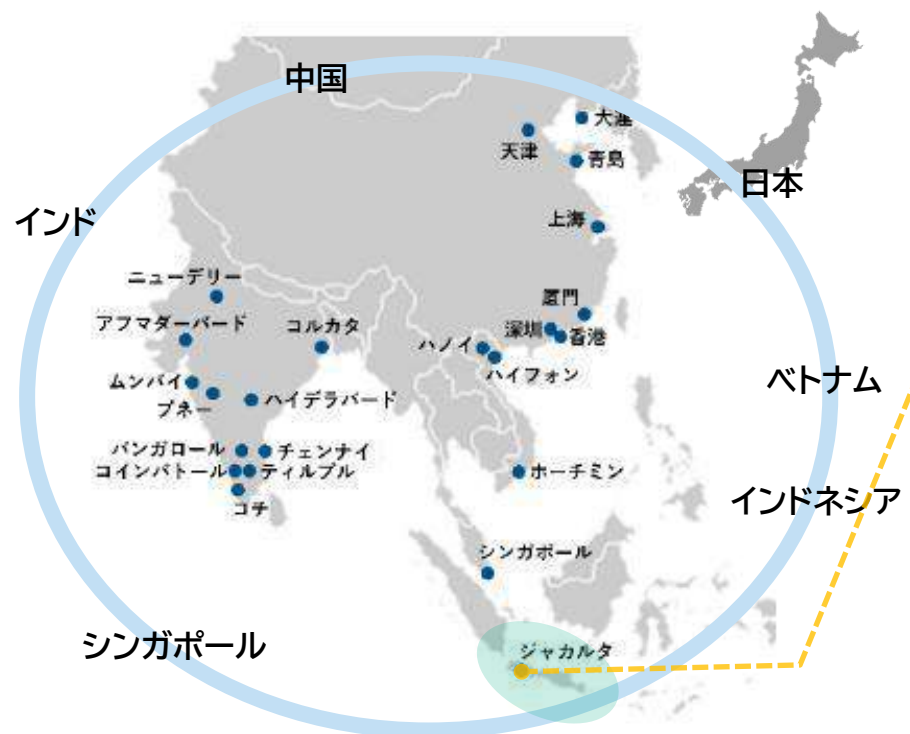 中国
大連
天津
青島
日本
インド
上海
ニューデリー
厦門
アフマダーバード
コルカタ
深圳
香港
ハノイ
ハイフォン
ムンバイ
プネー
ハイデラバード
ベトナム
バンガロール
チェンナイ
コインバトール
ティルプル
ホーチミン
コチ
インドネシア
シンガポール
シンガポール
ジャカルタ